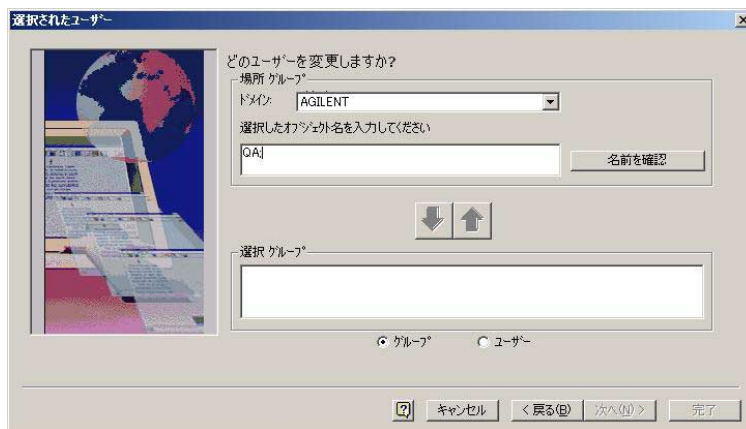 選択されたユーザー
どのユーザーを変更しますか?
場所 グループ
ドメイン: AGILENT
選択したオブジェクト名を入力してください
QA;
名前を確認
選択 グループ
グループ ユーザー
キャンセル < 戻る(B) 次へ(N) > 完了